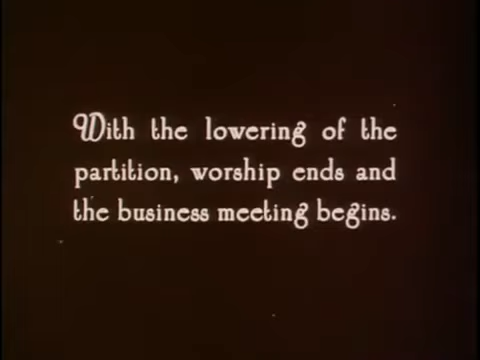 With the lowering of the
partition, worship ends and
the business meeting begins.